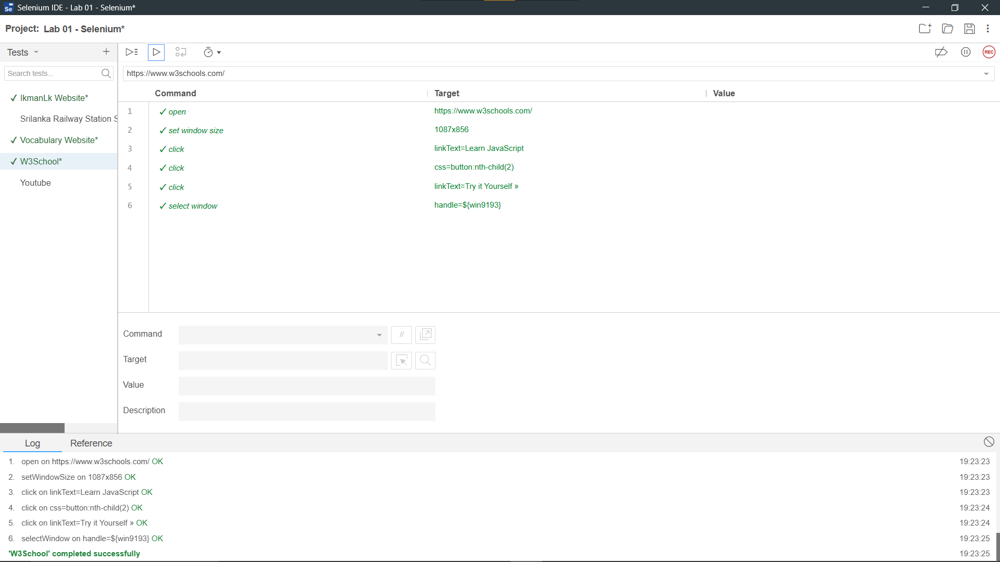 Selenium IDE - Lab 01 - Selenium*
Project: Lab 01 - Selenium*
Tests
Search tests...
✓ IkmanLk Website*
Srilanka Railway Station S
✓ Vocabulary Website*
✓ W3School*
Youtube
REC
https://www.w3schools.com/
Command Target Value
1 ✓ open https://www.w3schools.com/
2 ✓ set window size 1087x856
3 ✓ click linkText=Learn JavaScript
4 ✓ click css=button:nth-child(2)
5 ✓ click linkText=Try it Yourself »
6 ✓ select window handle=${win9193}
Command //
Target
Value
Description
Log Reference
1. open on https://www.w3schools.com/ OK 19:23:23
2. setWindowSize on 1087x856 OK 19:23:23
3. click on linkText=Learn JavaScript OK 19:23:23
4. click on css=button:nth-child(2) OK 19:23:24
5. click on linkText=Try it Yourself » OK 19:23:24
6. selectWindow on handle=${win9193} OK 19:23:25
'W3School' completed successfully 19:23:25